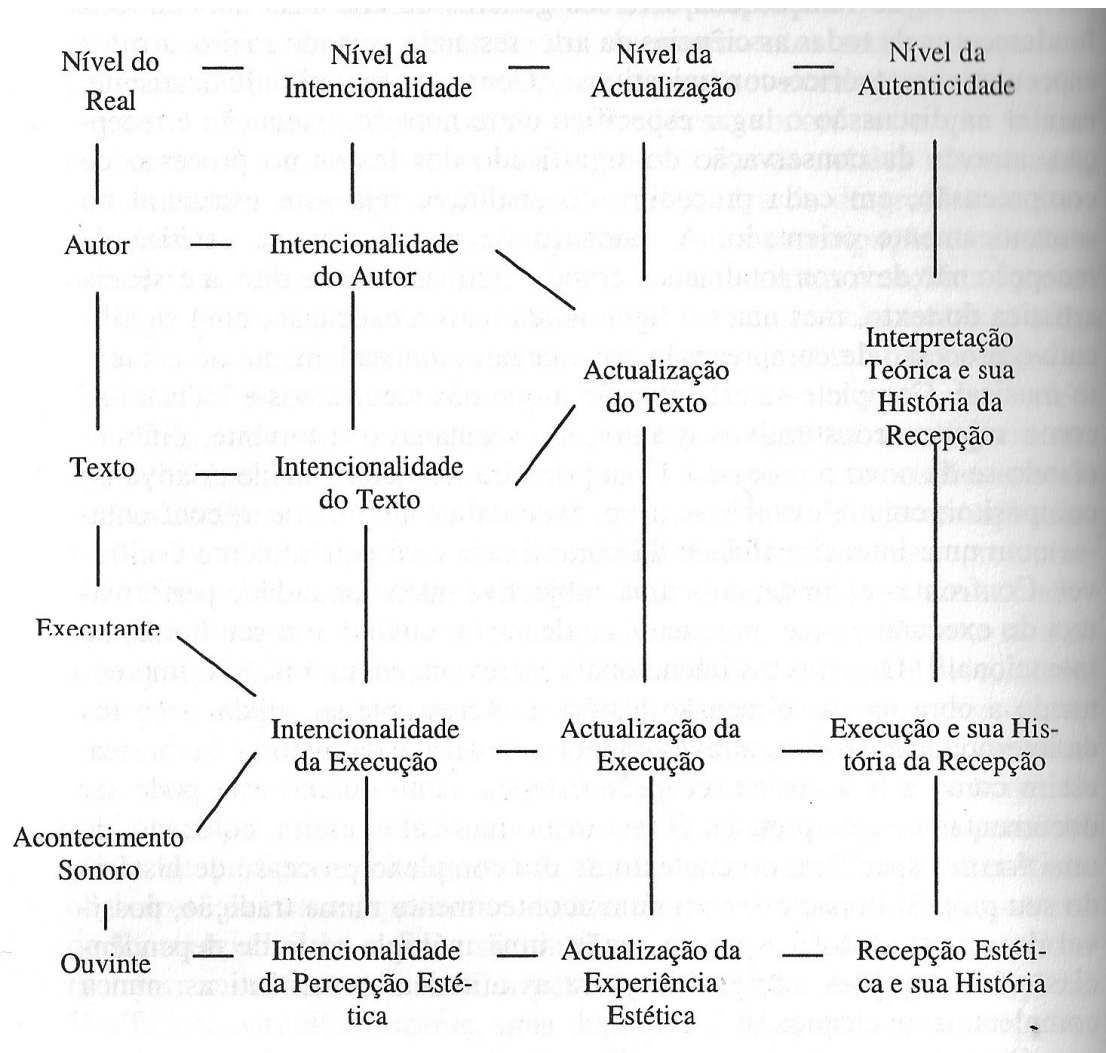 Nível do
Real
Nível da
Intencionalidade
Nível da
Actualização
Nível da
Autenticidade
Autor
Intencionalidade
do Autor
Actualização
do Texto
Interpretação
Teórica e sua
História da
Recepção
Texto
Intencionalidade
do Texto
Executante
Intencionalidade
da Execução
Actualização da
Execução
Execução e sua His-
tória da Recepção
Acontecimento
Sonoro
Ouvinte
Intencionalidade
da Percepção Esté-
tica
Actualização da
Experiência
Estética
Recepção Estéti-
ca e sua História